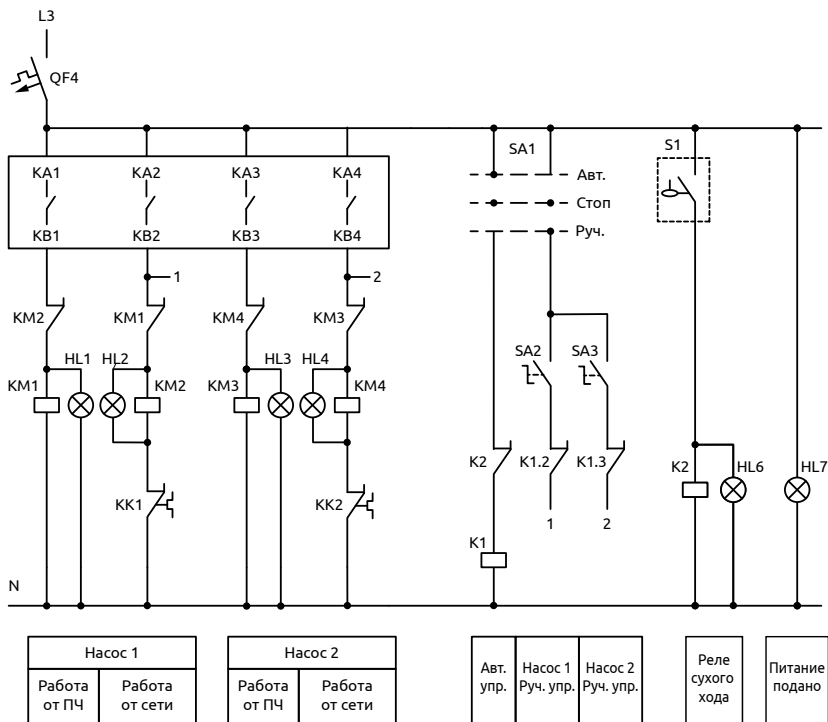 L3
QF4
KA1 KA2 KA3 KA4
KB1 KB2 KB3 KB4
1 2
KM2 KM1 KM4 KM3
HL1 HL2 HL3 HL4
KM1 KM2 KM3 KM4
KK1 KK2
SA1
Авт.
Стоп
Руч.
S1
SA2 SA3
K2 K1.2 K1.3
1 2
K1
K2 HL6 HL7
N
Насос 1
Работа от ПЧ
Работа от сети
Насос 2
Работа от ПЧ
Работа от сети
Авт. упр.
Насос 1 Руч. упр.
Насос 2 Руч. упр.
Реле сухого хода
Питание подано